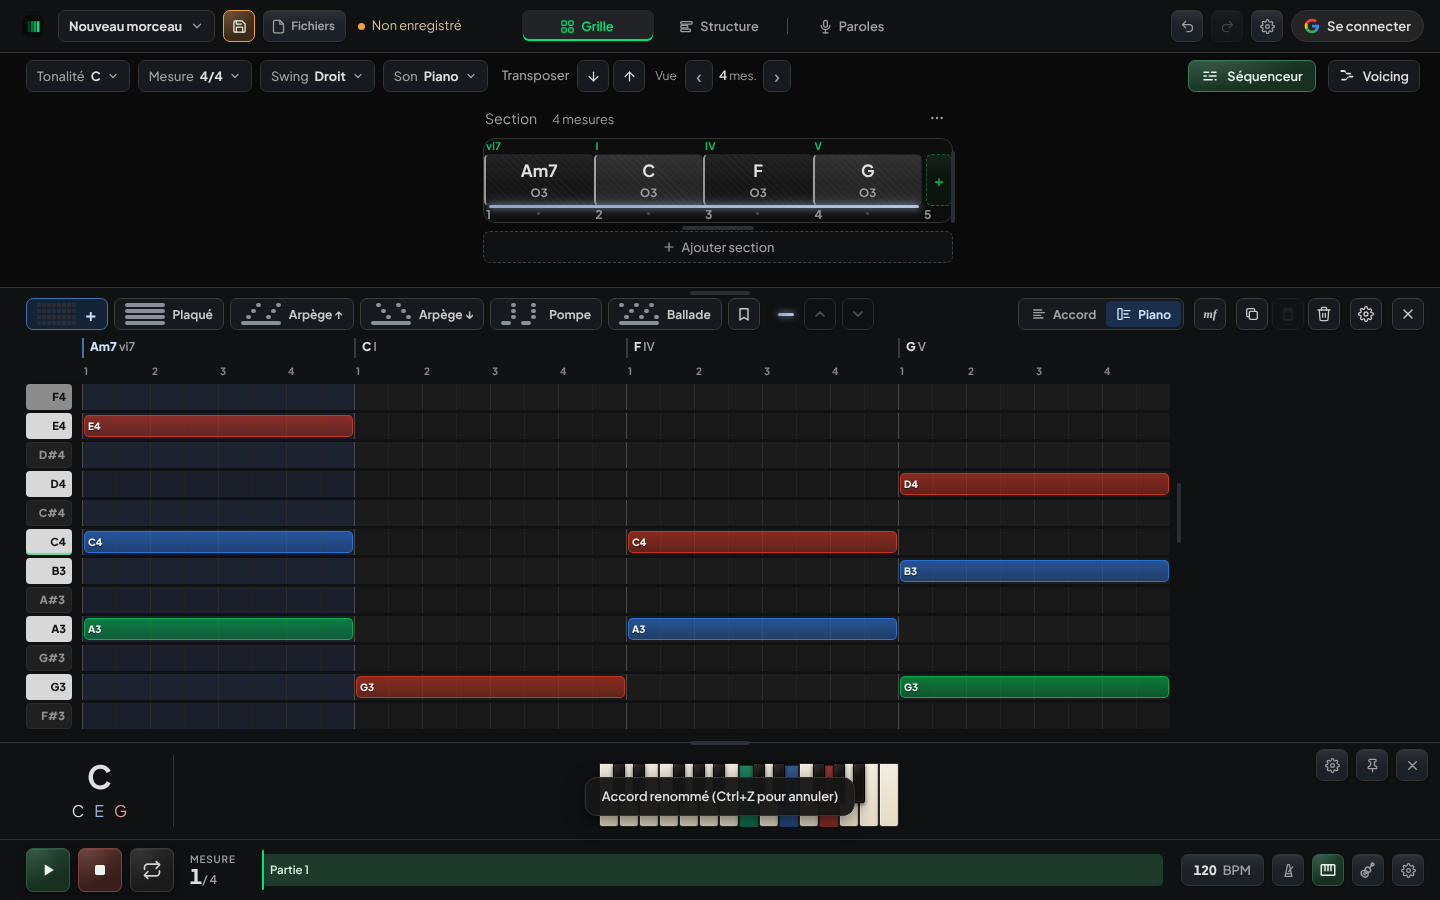 Nouveau morceau Fichiers Non enregistré Grille Structure Paroles Se connecter
Tonalité C Mesure 4/4 Swing Droit Son Piano Transposer Vue 4 mes. Séquenceur Voicing
Section 4 mesures
vi7 I IV V
Am7 C F G +
O3 O3 O3 O3
1 2 3 4 5
+ Ajouter section
+ Plaqué Arpège ↑ Arpège ↓ Pompe Ballade Accord Piano mf
Am7 vi7 C I F IV G V
1 2 3 4 1 2 3 4 1 2 3 4 1 2 3 4
F4
E4 E4
D#4
D4 D4
C#4
C4 C4 C4
B3 B3
A#3
A3 A3 A3
G#3
G3 G3 G3
F#3
C
C E G
Accord renommé (Ctrl+Z pour annuler)
MESURE
1/4
Partie 1
120 BPM